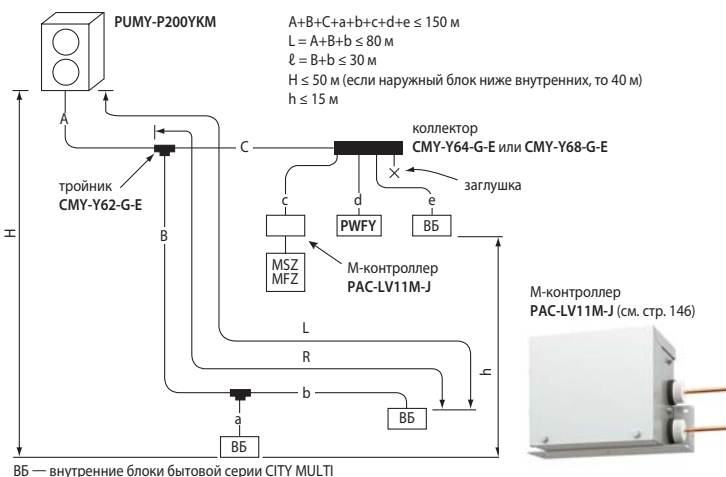 PUMY-P200YKM
A+B+C+a+b+c+d+e ≤ 150 м
L = A+B+b ≤ 80 м
ℓ = B+b ≤ 30 м
H ≤ 50 м (если наружный блок ниже внутренних, то 40 м)
h ≤ 15 м
A
C
коллектор
CMY-Y64-G-E или CMY-Y68-G-E
заглушка
тройник
CMY-Y62-G-E
c
d
e
PWFY
ВБ
H
B
MSZ
MFZ
М-контроллер
PAC-LV11M-J
М-контроллер
PAC-LV11M-J (см. стр. 146)
L
R
h
b
a
ВБ
ВБ
ВБ — внутренние блоки бытовой серии CITY MULTI